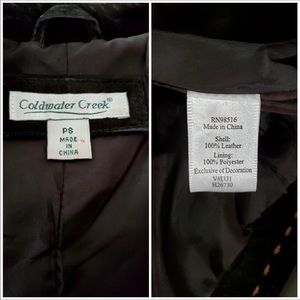 Coldwater Creek®
PS
MADE IN
CHINA
RN98516
Made in China
Shell:
100% Leather
Lining:
100% Polyester
Exclusive of Decoration
H26730